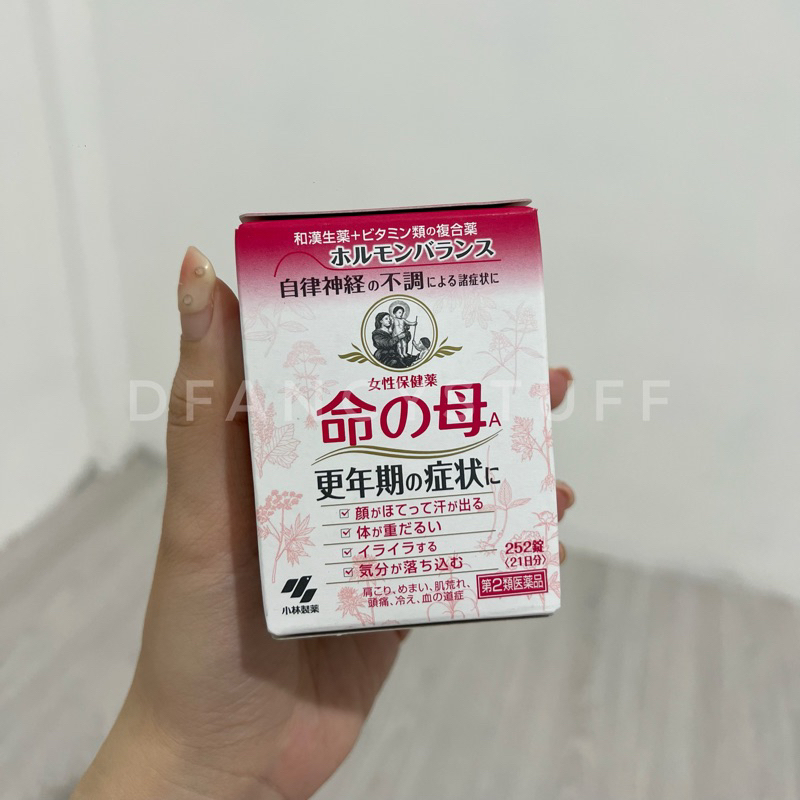 和漢生薬+ビタミン類の複合薬
ホルモンバランス
自律神経の不調による諸症状に
女性保健薬
命の母A
更年期の症状に
顔がほてって汗が出る
体が重だるい
イライラする
気分が落ち込む
252錠
(21日分)
肩こり、めまい、肌荒れ、
頭痛、冷え、血の道症
第2類医薬品
小林製薬